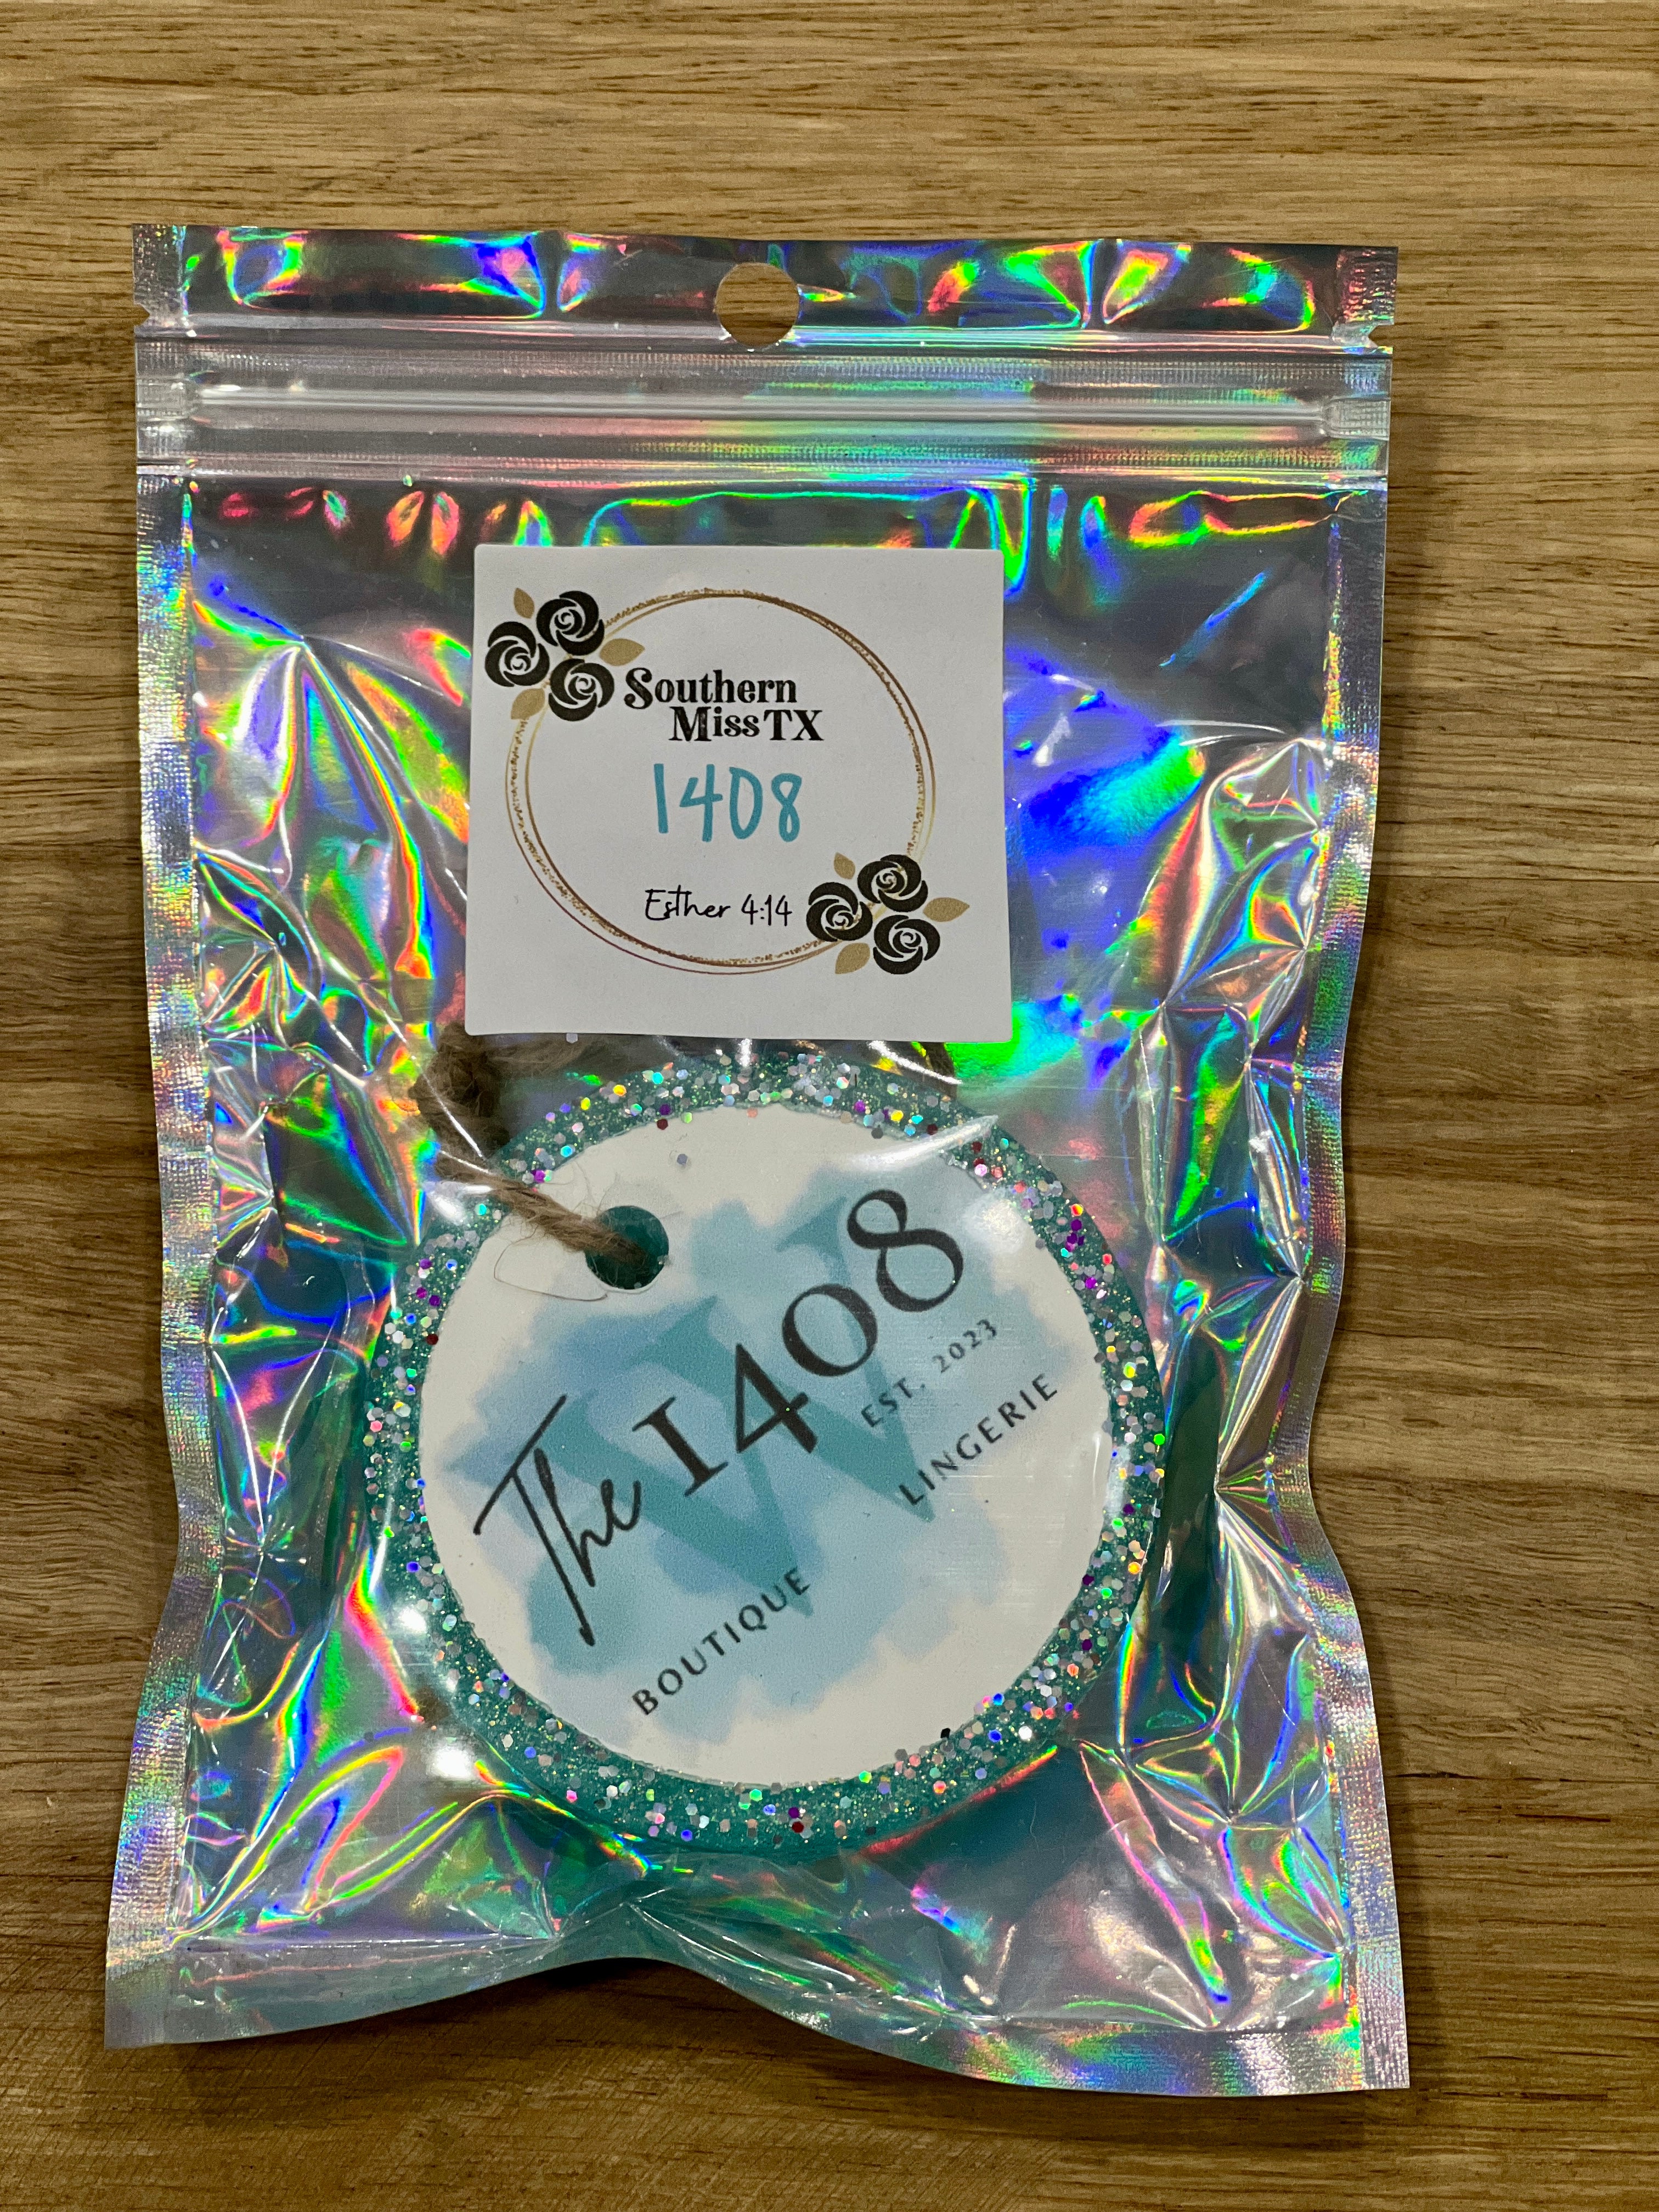 Southern
Miss TX
1408
Esther 4:14
W
The 1408
EST. 2023
BOUTIQUE
LINGERIE